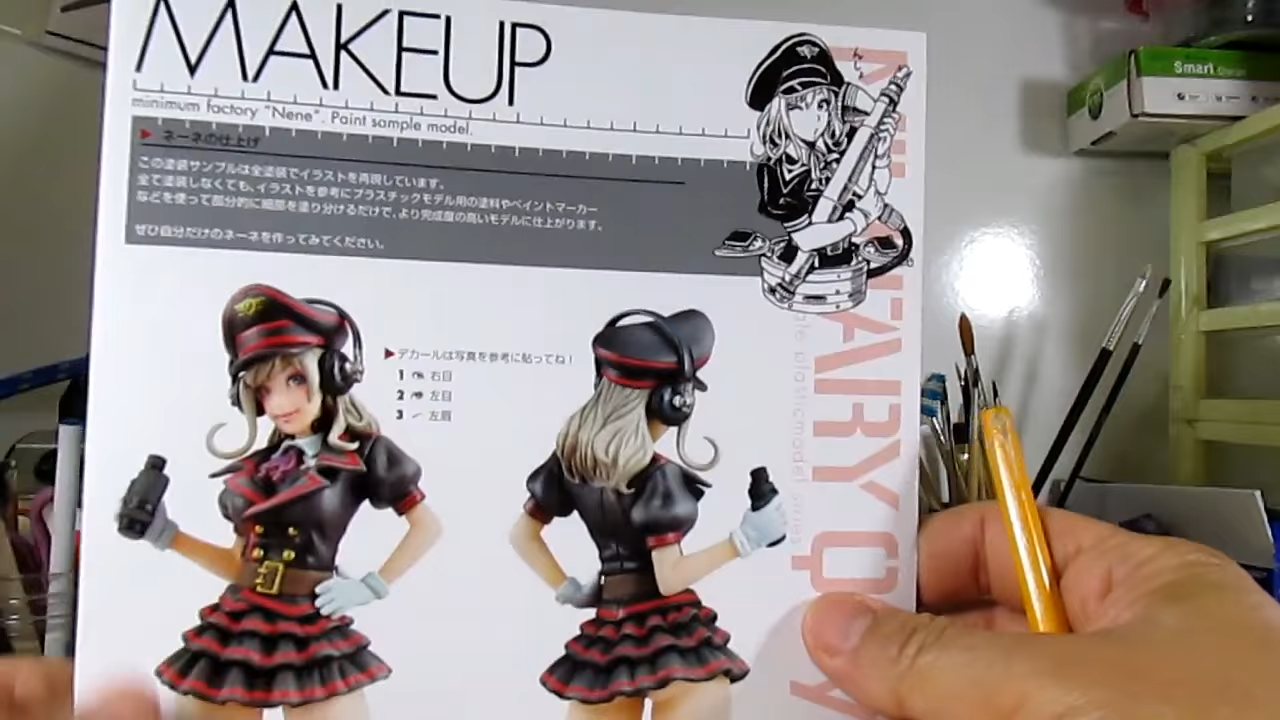 MAKEUP
minimum factory "Nene". Paint sample model.
▶ ネーネの仕上げ
この塗装サンプルは全塗装でイラストを再現しています。
全て塗装しなくても、イラストを参考にプラスチックモデル用の塗料やペイントマーカー
などを使って部分的に細部を塗り分けるだけで、より完成度の高いモデルに仕上がります。
ぜひ自分だけのネーネを作ってみてください。
んしょ
▶デカールは写真を参考に貼ってね！
1 右目
2 左目
3 左眉
plasticmodel series
Smart